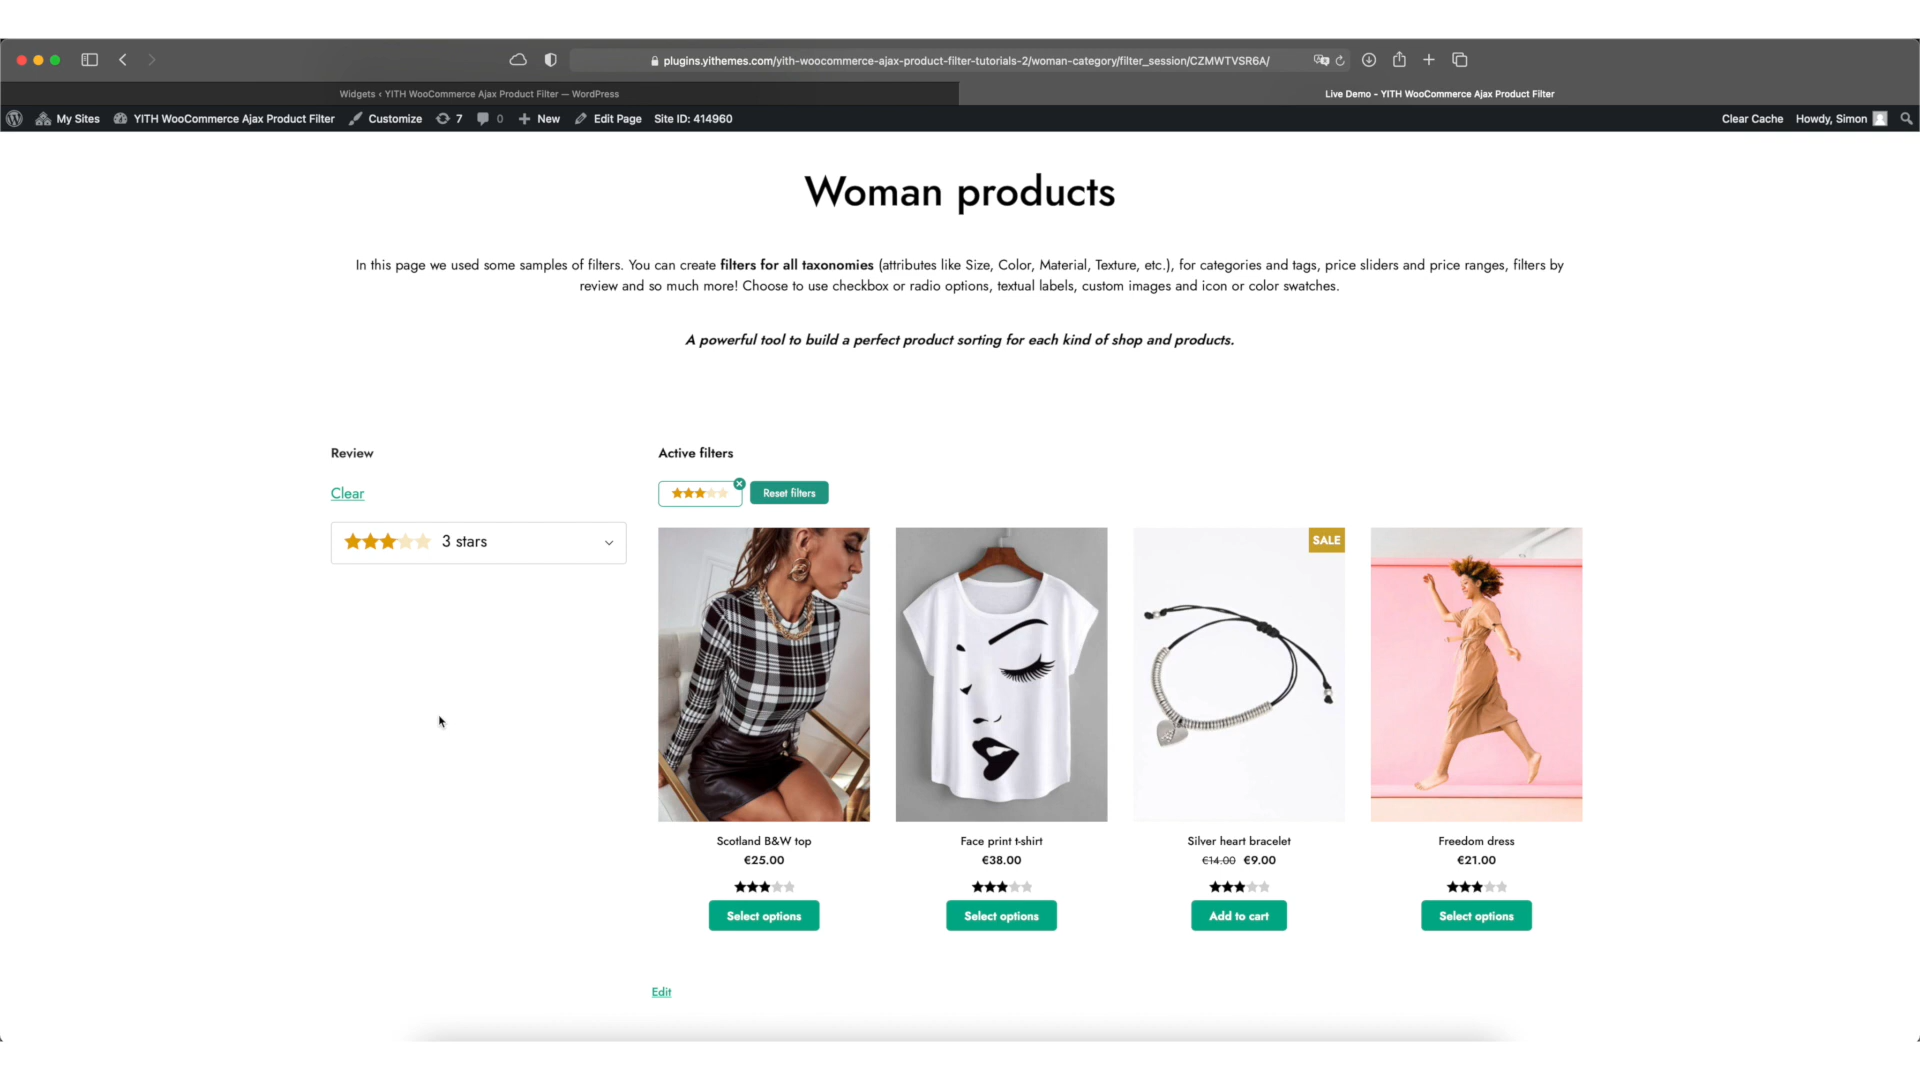 plugins.yithemes.com/yith-woocommerce-ajax-product-filter-tutorials-2/woman-category/filter_session/CZMWTVSR6A/
Widgets ‹ YITH WooCommerce Ajax Product Filter — WordPress
Live Demo - YITH WooCommerce Ajax Product Filter
My Sites YITH WooCommerce Ajax Product Filter Customize 7 0 New Edit Page Site ID: 414960 Clear Cache Howdy, Simon
Woman products
In this page we used some samples of filters. You can create filters for all taxonomies (attributes like Size, Color, Material, Texture, etc.), for categories and tags, price sliders and price ranges, filters by
review and so much more! Choose to use checkbox or radio options, textual labels, custom images and icon or color swatches.
A powerful tool to build a perfect product sorting for each kind of shop and products.
Review
Clear
3 stars
Active filters
Reset filters
SALE
Scotland B&W top
€25.00
Select options
Face print t-shirt
€38.00
Select options
Silver heart bracelet
€14.00 €9.00
Add to cart
Freedom dress
€21.00
Select options
Edit